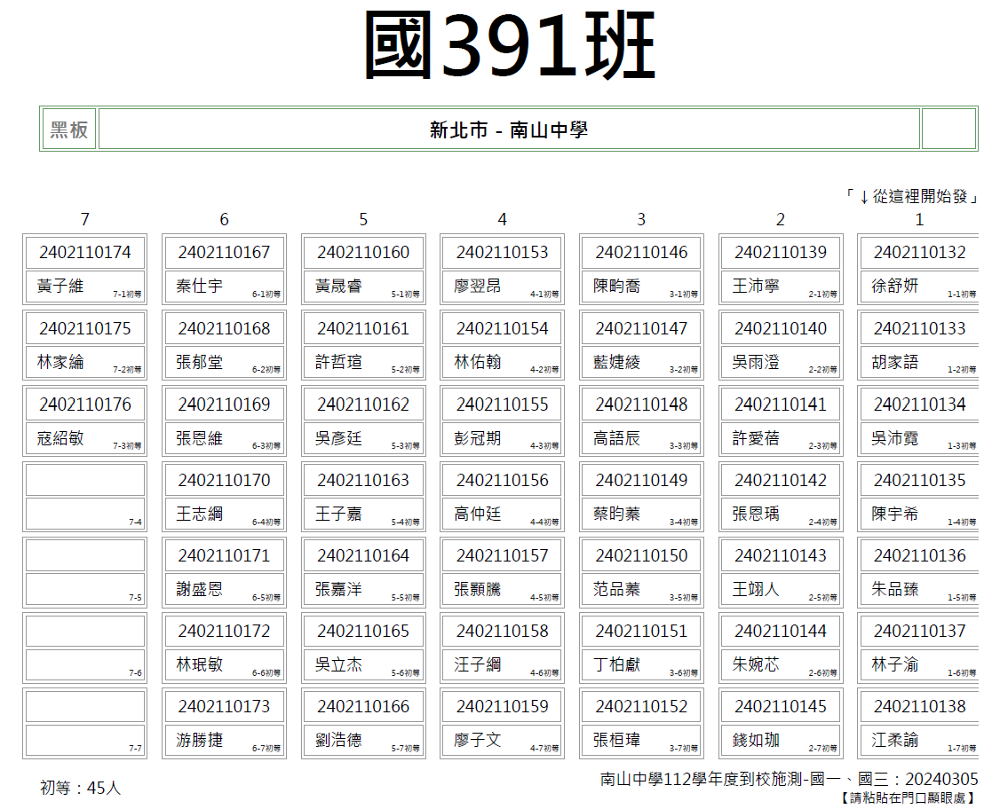 國391班
黑板 新北市 - 南山中學
「↓從這裡開始發」
7 6 5 4 3 2 1
2402110174 2402110167 2402110160 2402110153 2402110146 2402110139 2402110132
黃子維 7-1初等 秦仕宇 6-1初等 黃晟睿 5-1初等 廖翌昂 4-1初等 陳畇喬 3-1初等 王沛寧 2-1初等 徐舒妍 1-1初等
2402110175 2402110168 2402110161 2402110154 2402110147 2402110140 2402110133
林家綸 7-2初等 張郁堂 6-2初等 許哲瑄 5-2初等 林佑翰 4-2初等 藍婕綾 3-2初等 吳雨澄 2-2初等 胡家語 1-2初等
2402110176 2402110169 2402110162 2402110155 2402110148 2402110141 2402110134
寇紹敏 7-3初等 張恩維 6-3初等 吳彥廷 5-3初等 彭冠期 4-3初等 高語辰 3-3初等 許愛蓓 2-3初等 吳沛霓 1-3初等
2402110170 2402110163 2402110156 2402110149 2402110142 2402110135
7-4 王志綱 6-4初等 王子嘉 5-4初等 高仲廷 4-4初等 蔡昀蓁 3-4初等 張恩瑀 2-4初等 陳宇希 1-4初等
2402110171 2402110164 2402110157 2402110150 2402110143 2402110136
7-5 謝盛恩 6-5初等 張嘉洋 5-5初等 張顥騰 4-5初等 范品蓁 3-5初等 王翊人 2-5初等 朱品臻 1-5初等
2402110172 2402110165 2402110158 2402110151 2402110144 2402110137
7-6 林珉敏 6-6初等 吳立杰 5-6初等 汪子綱 4-6初等 丁柏獻 3-6初等 朱婉芯 2-6初等 林子渝 1-6初等
2402110173 2402110166 2402110159 2402110152 2402110145 2402110138
7-7 游勝捷 6-7初等 劉浩德 5-7初等 廖子文 4-7初等 張桓瑋 3-7初等 錢如珈 2-7初等 江柔諭 1-7初等
初等：45人
南山中學112學年度到校施測-國一、國三：20240305
【請粘貼在門口顯眼處】